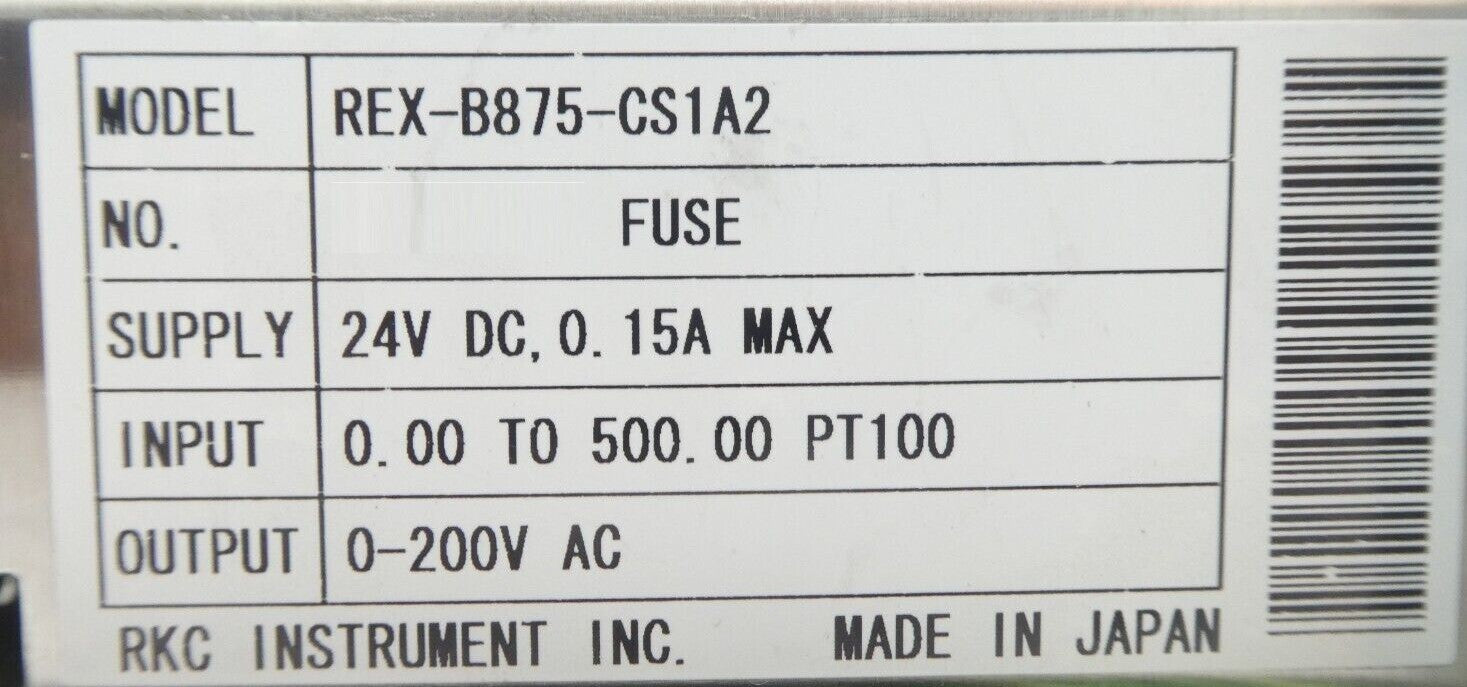 MODEL REX-B875-CS1A2
NO. FUSE
SUPPLY 24V DC, 0.15A MAX
INPUT 0.00 TO 500.00 PT100
OUTPUT 0-200V AC
RKC INSTRUMENT INC. MADE IN JAPAN